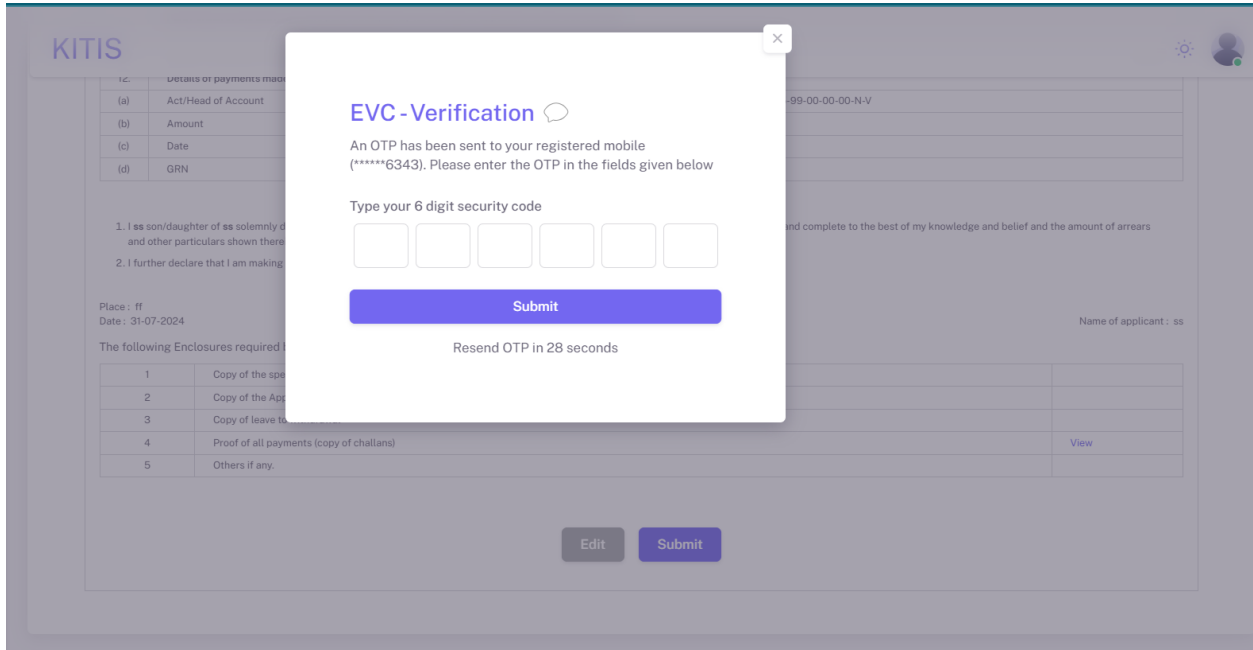 KITIS
12. Details of payments made
(a) Act/Head of Account -99-00-00-00-N-V
(b) Amount
(c) Date
(d) GRN
EVC - Verification
An OTP has been sent to your registered mobile
(******6343). Please enter the OTP in the fields given below
Type your 6 digit security code
Submit
Resend OTP in 28 seconds
1. I ss son/daughter of ss solemnly and complete to the best of my knowledge and belief and the amount of arrears
and other particulars shown there
2. I further declare that I am making
Place : ff
Date : 31-07-2024
Name of applicant : ss
The following Enclosures required
1 Copy of the spe
2 Copy of the App
3 Copy of leave to
4 Proof of all payments (copy of challans) View
5 Others if any.
Edit Submit